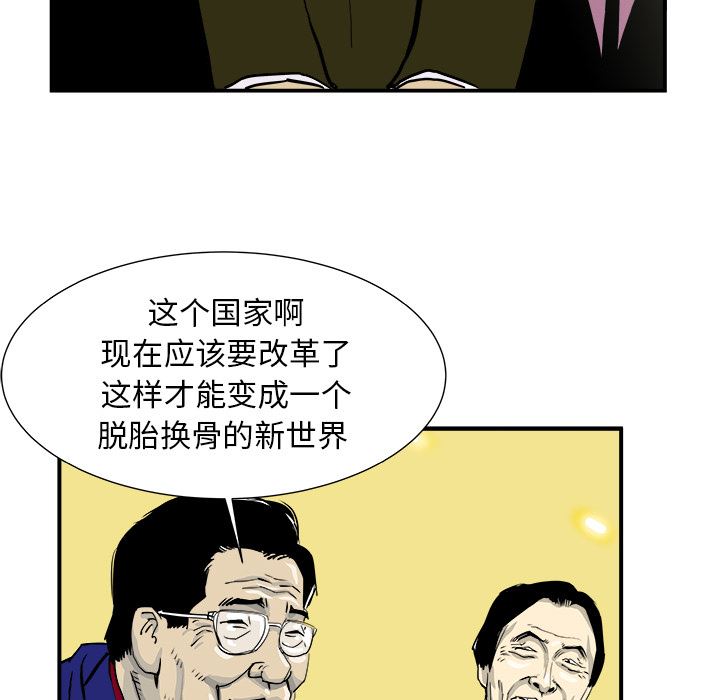 这个国家啊
现在应该要改革了
这样才能变成一个
脱胎换骨的新世界